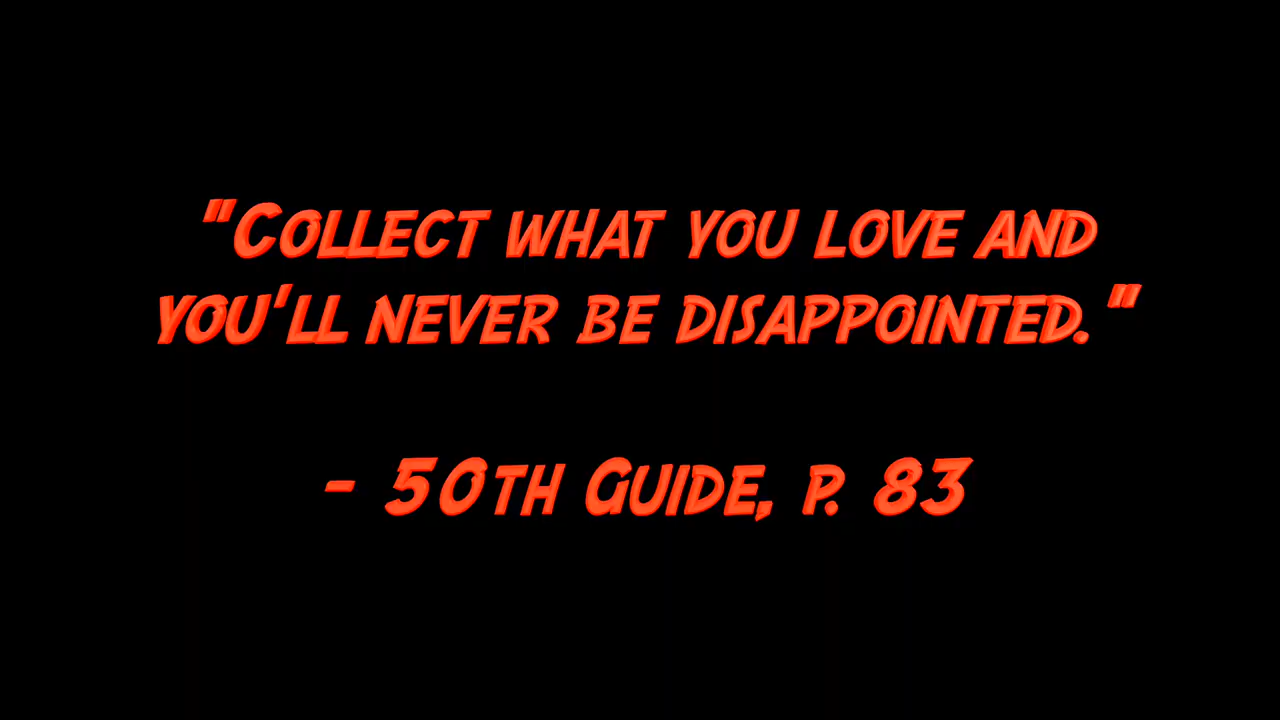 "Collect what you love and
you'll never be disappointed."
- 50th Guide, p. 83